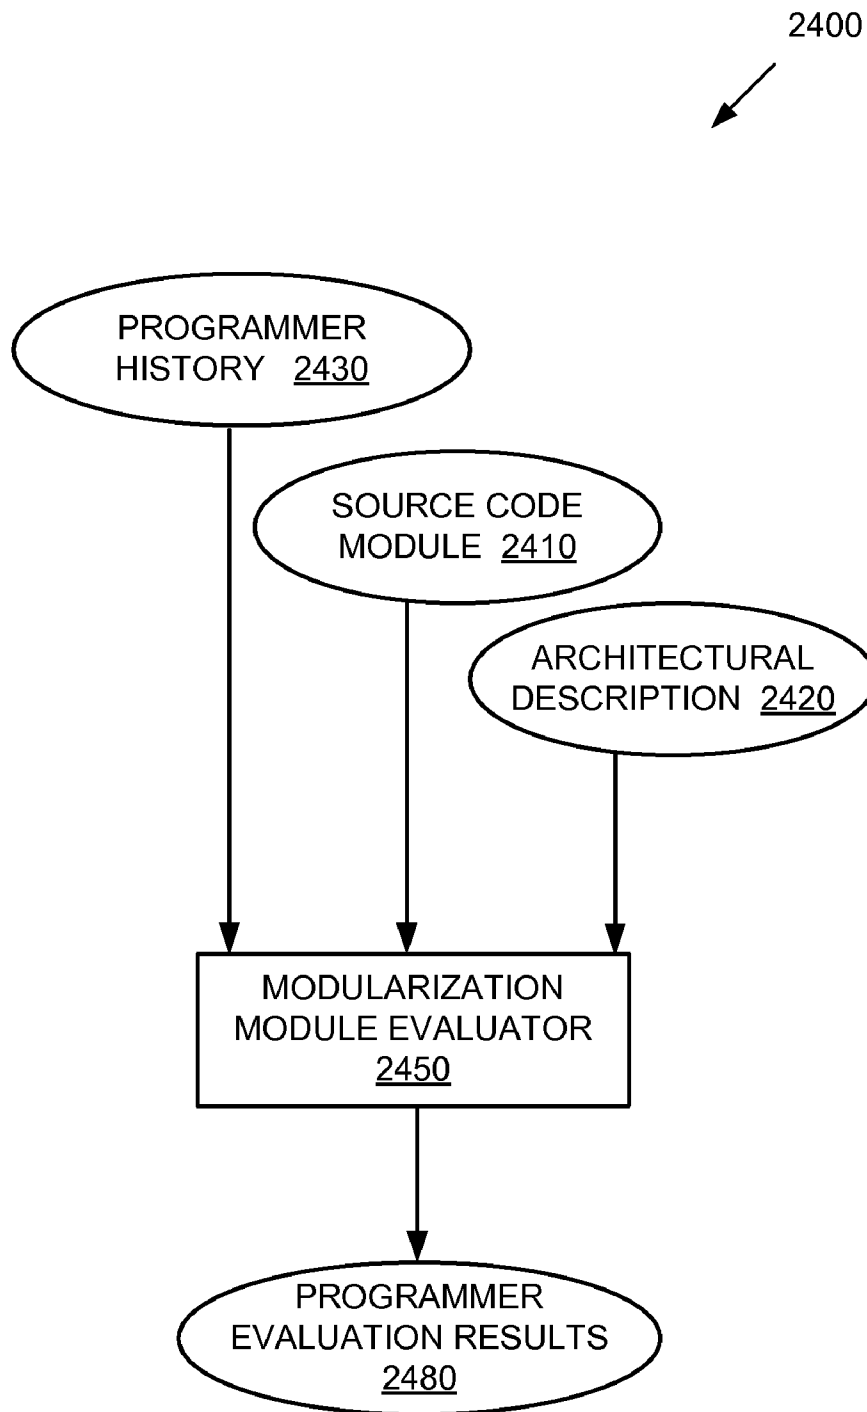 2400
PROGRAMMER
HISTORY 2430
SOURCE CODE
MODULE 2410
ARCHITECTURAL
DESCRIPTION 2420
MODULARIZATION
MODULE EVALUATOR
2450
PROGRAMMER
EVALUATION RESULTS
2480